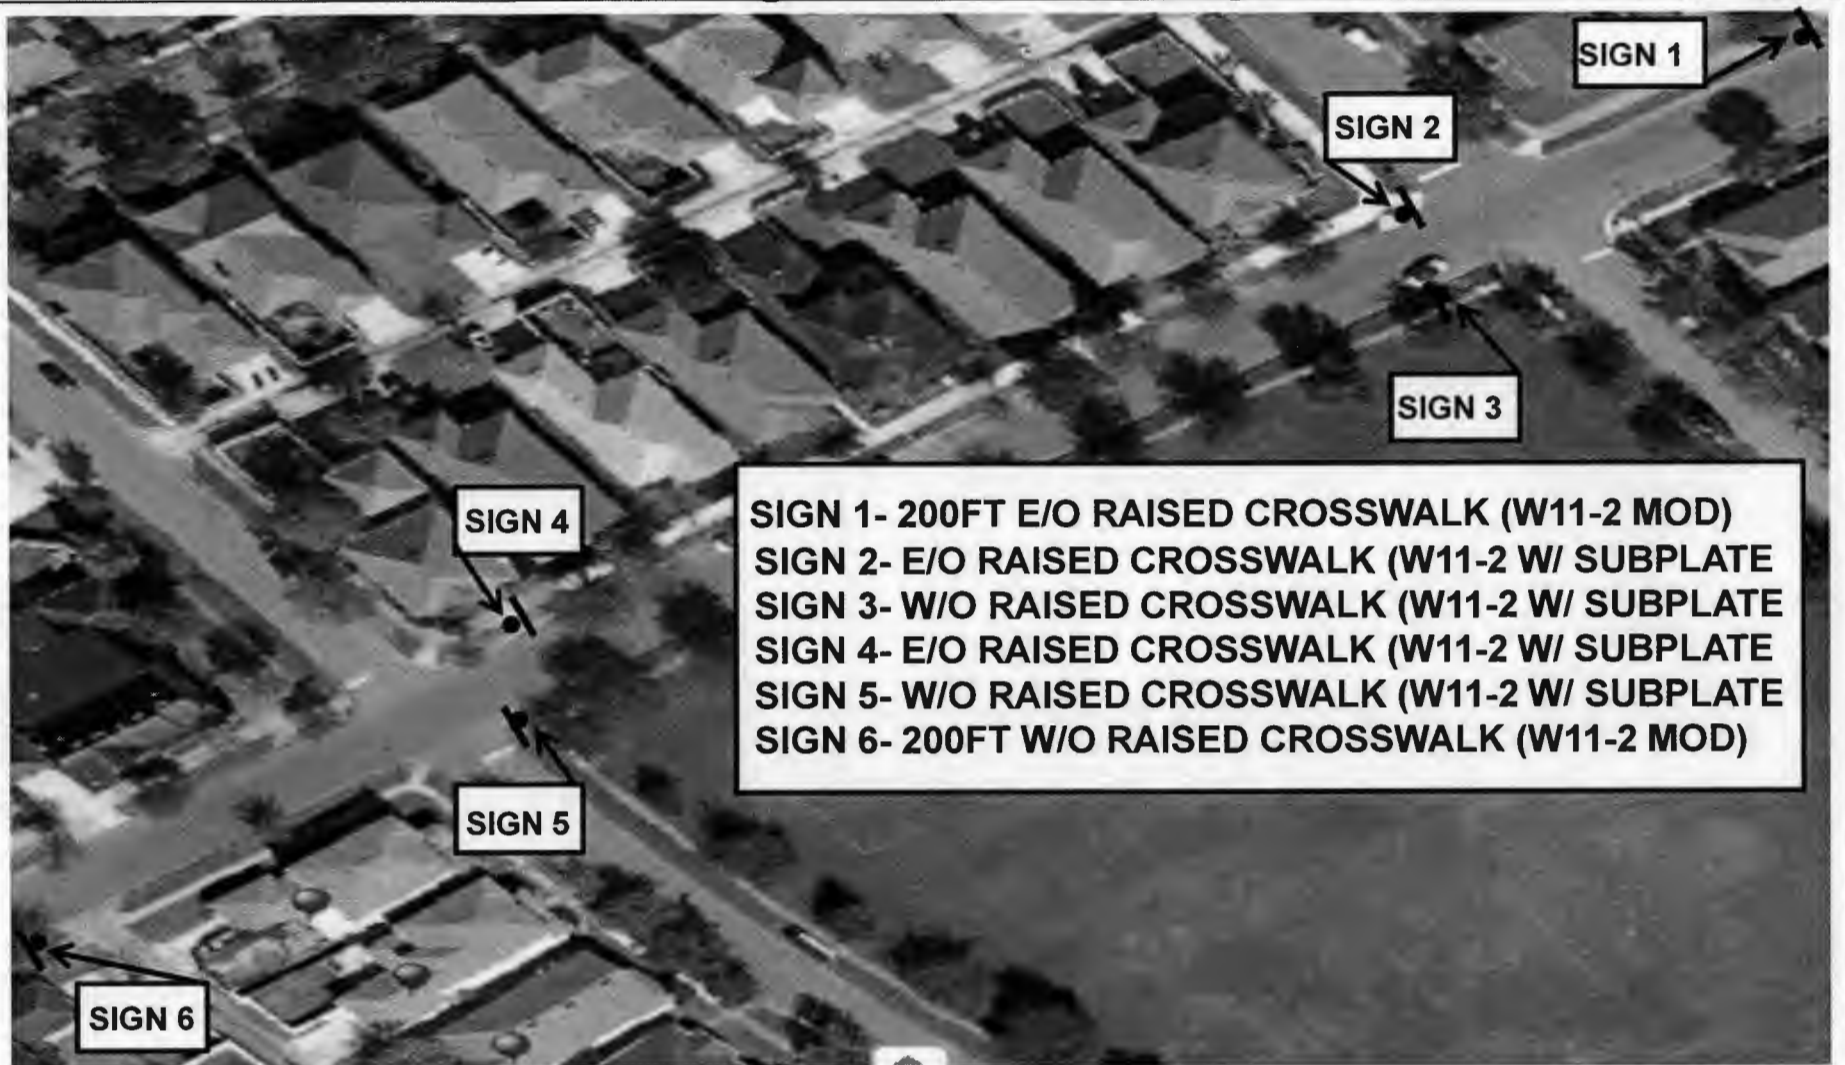 SIGN 1
SIGN 2
SIGN 3
SIGN 4
SIGN 1- 200FT E/O RAISED CROSSWALK (W11-2 MOD)
SIGN 2- E/O RAISED CROSSWALK (W11-2 W/ SUBPLATE
SIGN 3- W/O RAISED CROSSWALK (W11-2 W/ SUBPLATE
SIGN 4- E/O RAISED CROSSWALK (W11-2 W/ SUBPLATE
SIGN 5- W/O RAISED CROSSWALK (W11-2 W/ SUBPLATE
SIGN 6- 200FT W/O RAISED CROSSWALK (W11-2 MOD)
SIGN 5
SIGN 6